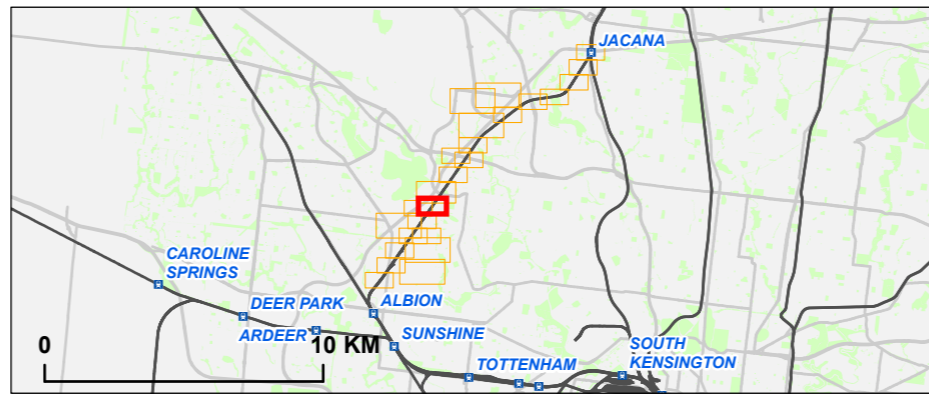 JACANA
CAROLINE
SPRINGS
DEER PARK
ALBION
ARDEER
SUNSHINE
0
10 KM
TOTTENHAM
SOUTH
KENSINGTON